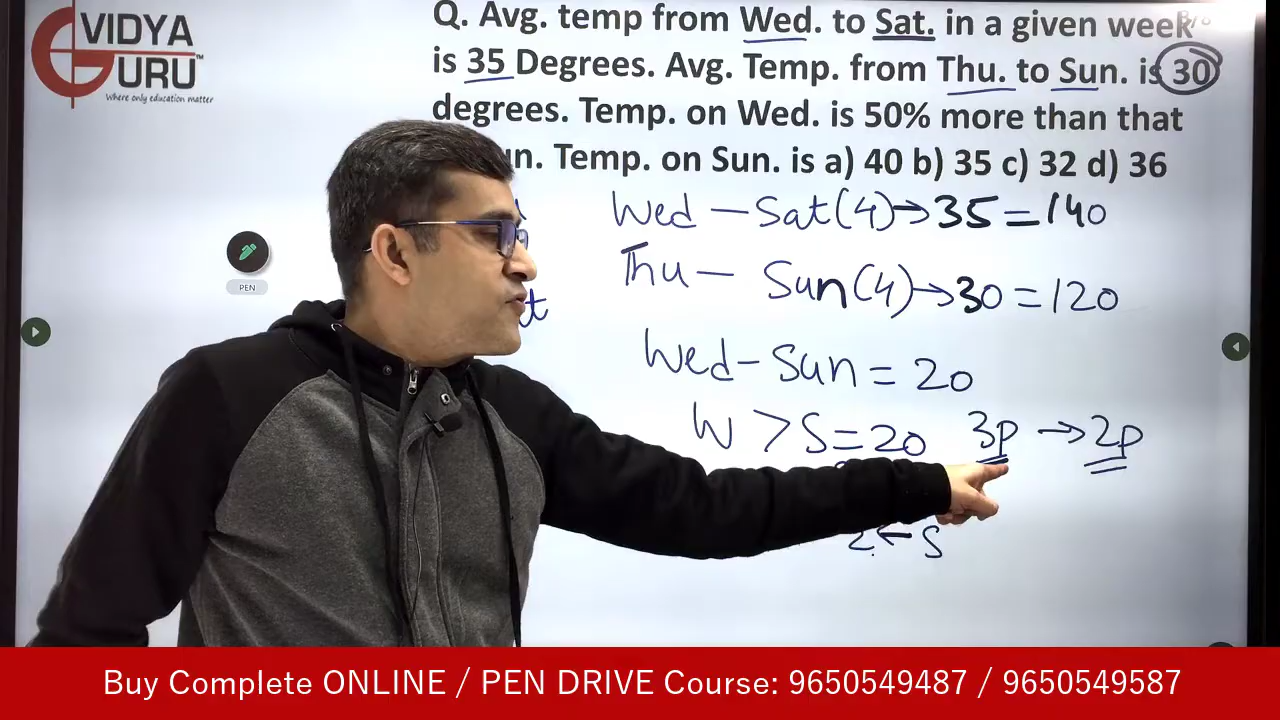 VIDYA
GURU
Where only education matter
Q. Avg. temp from Wed. to Sat. in a given week
is 35 Degrees. Avg. Temp. from Thu. to Sun. is 30
degrees. Temp. on Wed. is 50% more than that
un. Temp. on Sun. is a) 40 b) 35 c) 32 d) 36
Wed – Sat (4) → 35 = 140
Thu – Sun (4) → 30 = 120
t
Wed – Sun = 20
W > S = 20 3p → 2p
← S
PEN
Buy Complete ONLINE / PEN DRIVE Course: 9650549487 / 9650549587